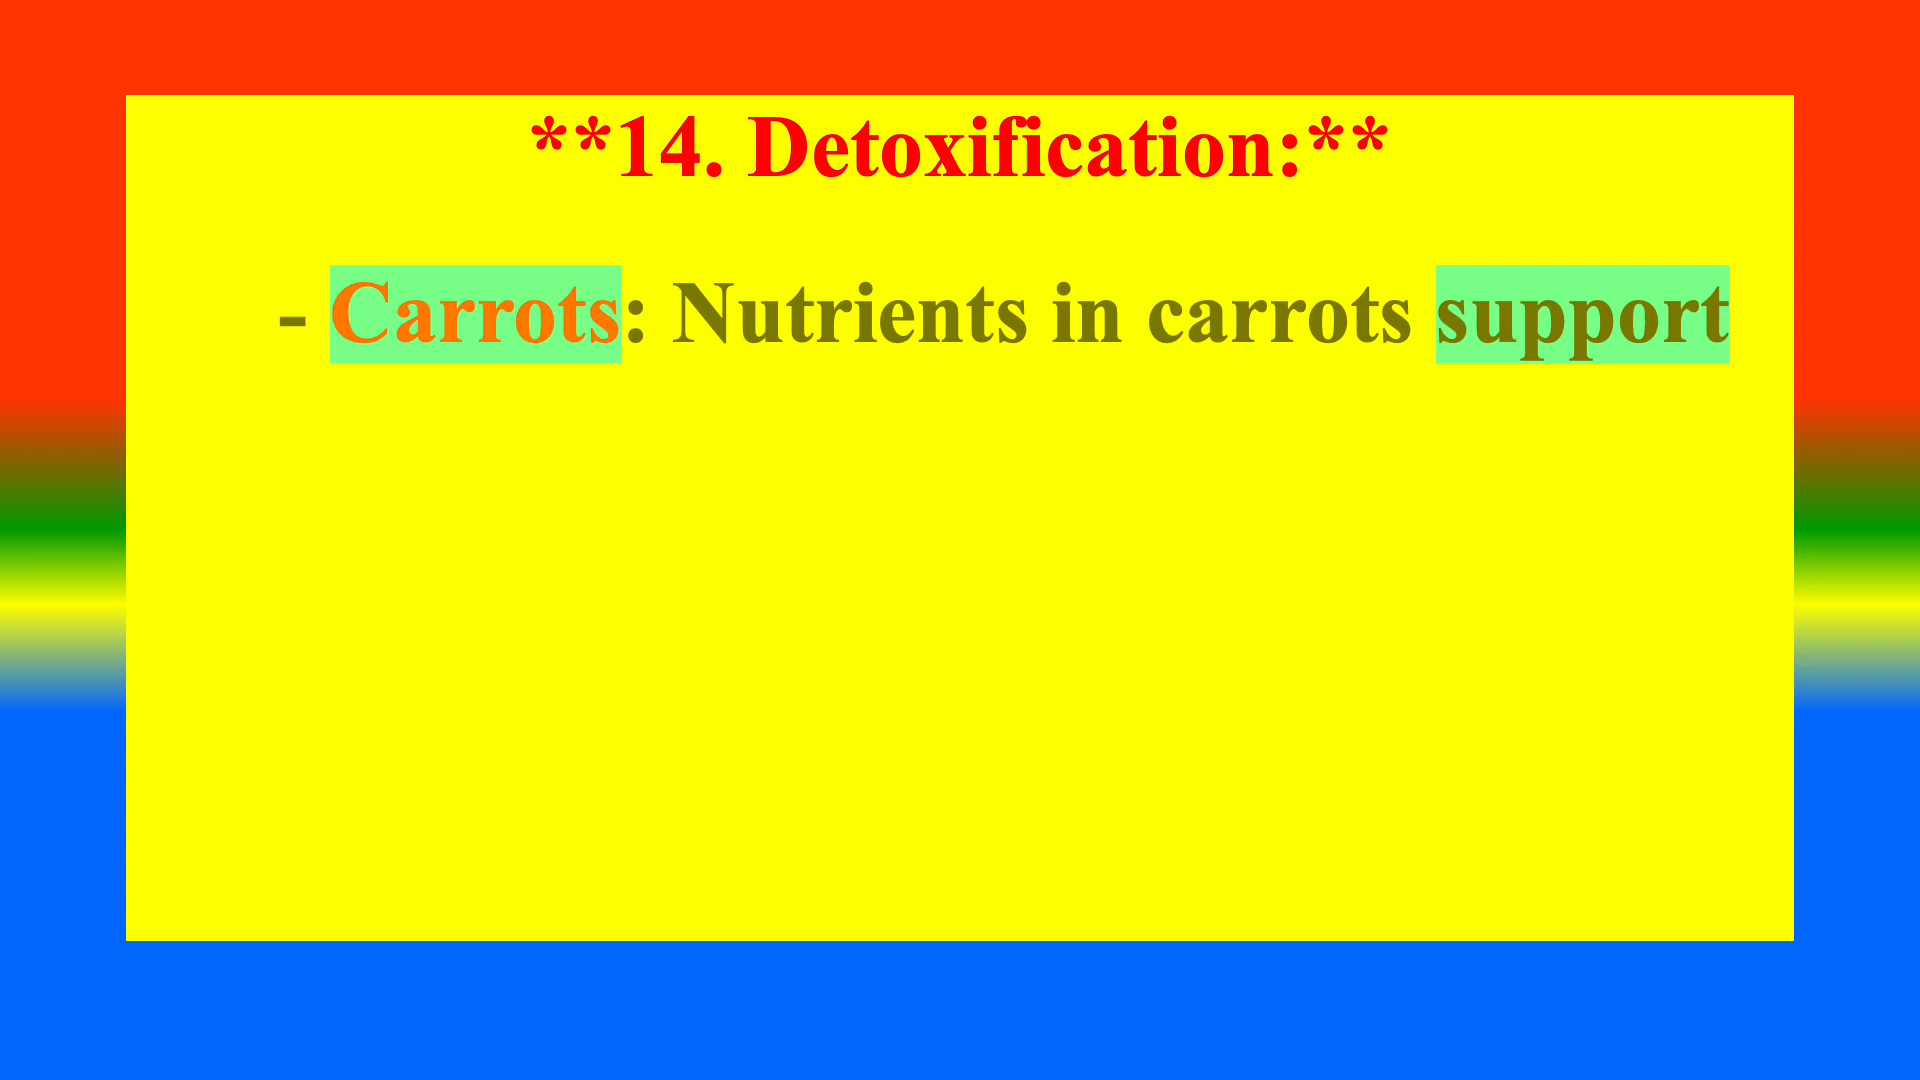 **14. Detoxification:**
- Carrots: Nutrients in carrots support